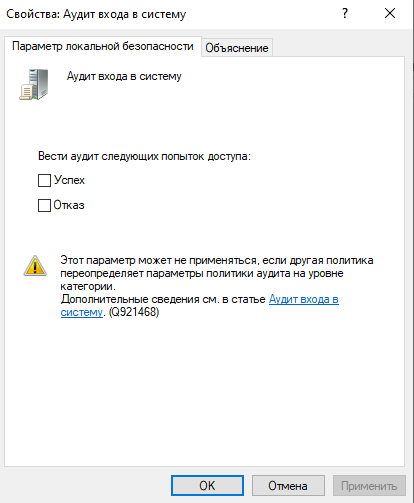 Свойства: Аудит входа в систему ?
Параметр локальной безопасности Объяснение
Аудит входа в систему
Вести аудит следующих попыток доступа:
Успех
Отказ
Этот параметр может не применяться, если другая политика
переопределяет параметры политики аудита на уровне
категории.
Дополнительные сведения см. в статье Аудит входа в
систему. (Q921468)
OK Отмена Применить